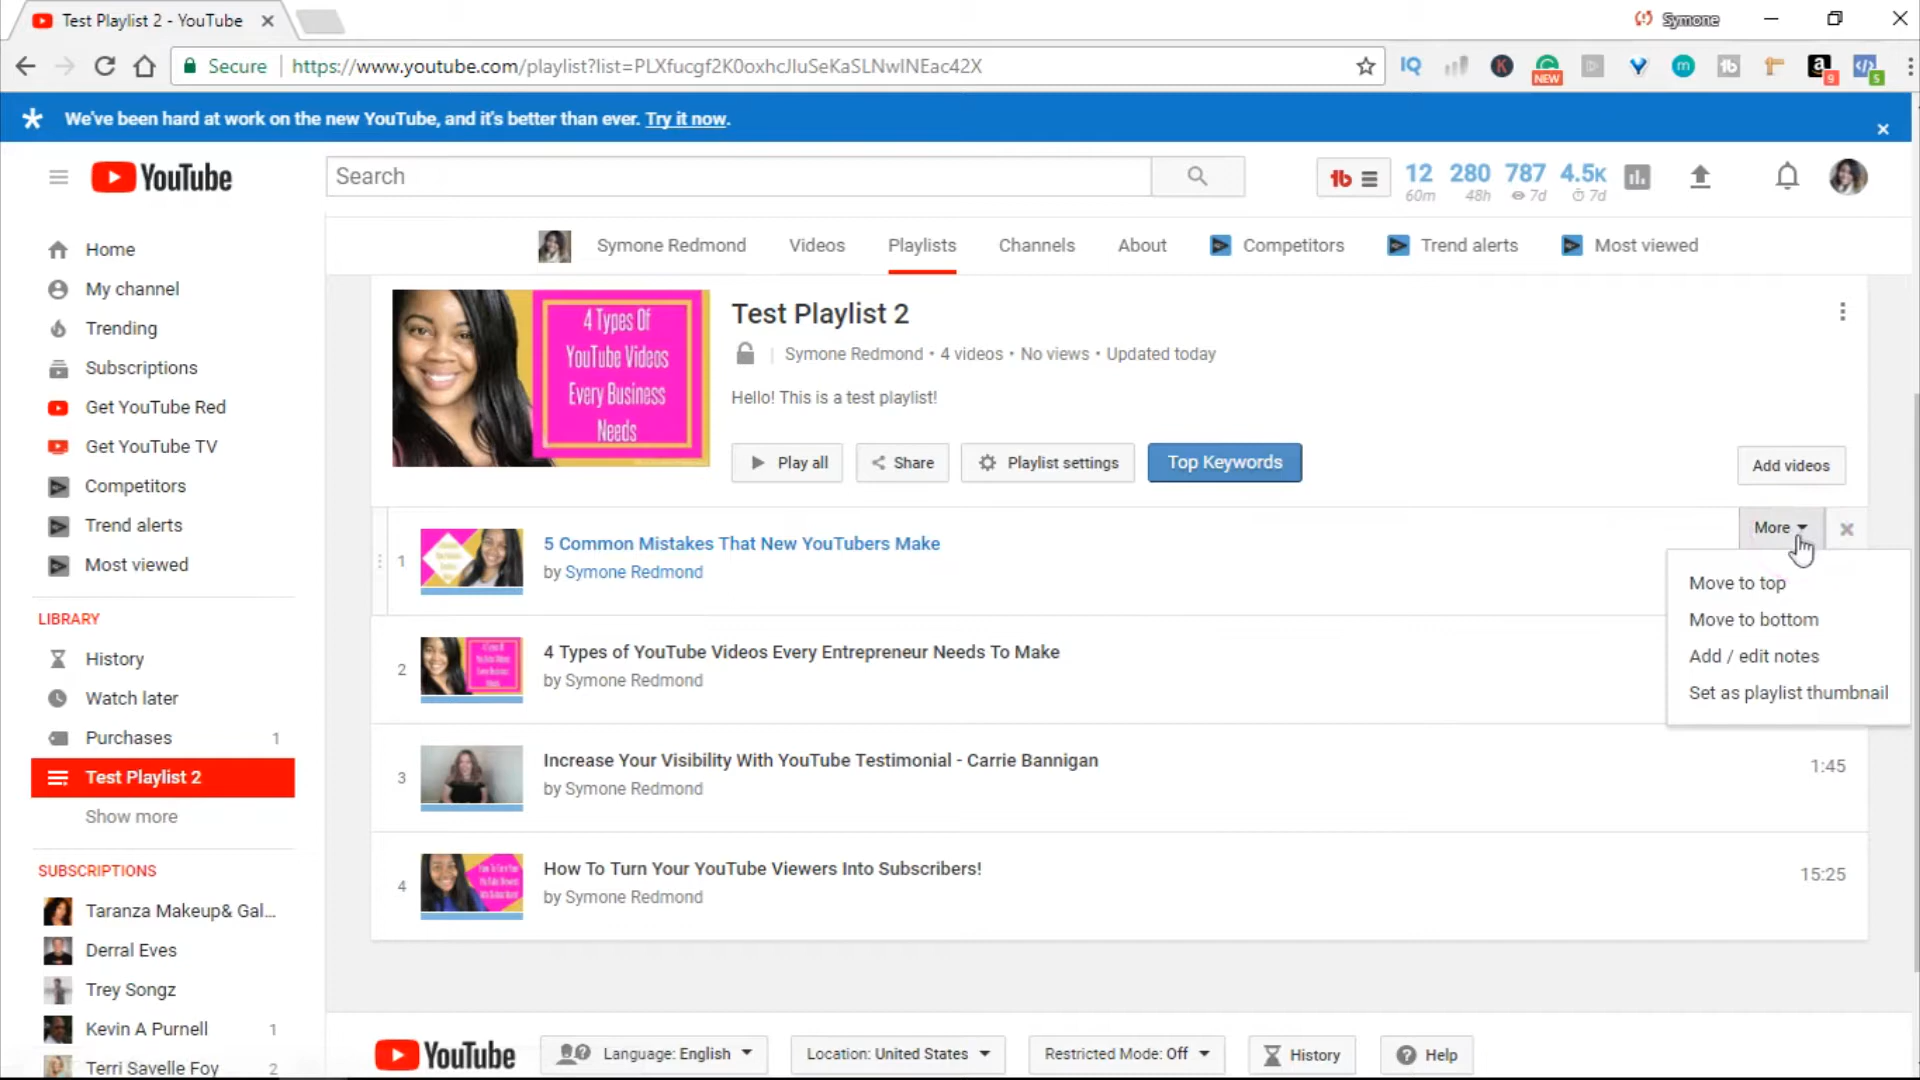 Test Playlist 2 - YouTube
Symone
Secure
https://www.youtube.com/playlist?list=PLXfucgf2K0oxhcJluSeKaSLNwlNEac42X
IQ
K
NEW
m
a
9
5
We've been hard at work on the new YouTube, and it's better than ever. Try it now.
YouTube
Search
12 280 787 4.5K
60m 48h 7d 7d
Home
My channel
Trending
Subscriptions
Get YouTube Red
Get YouTube TV
Competitors
Trend alerts
Most viewed
LIBRARY
History
Watch later
Purchases 1
Test Playlist 2
Show more
SUBSCRIPTIONS
Taranza Makeup& Gal...
Derral Eves
Trey Songz
Kevin A Purnell 1
Terri Savelle Foy 2
Symone Redmond Videos Playlists Channels About Competitors Trend alerts Most viewed
4 Types Of
YouTube Videos
Every Business
Needs
Test Playlist 2
Symone Redmond • 4 videos • No views • Updated today
Hello! This is a test playlist!
Play all Share Playlist settings Top Keywords
Add videos
1
5 Common Mistakes That New YouTubers Make
by Symone Redmond
More
Move to top
Move to bottom
Add / edit notes
Set as playlist thumbnail
2
4 Types of YouTube Videos Every Entrepreneur Needs To Make
by Symone Redmond
3
Increase Your Visibility With YouTube Testimonial - Carrie Bannigan
by Symone Redmond
1:45
4
How To Turn Your YouTube Viewers Into Subscribers!
by Symone Redmond
15:25
YouTube Language: English Location: United States Restricted Mode: Off History Help